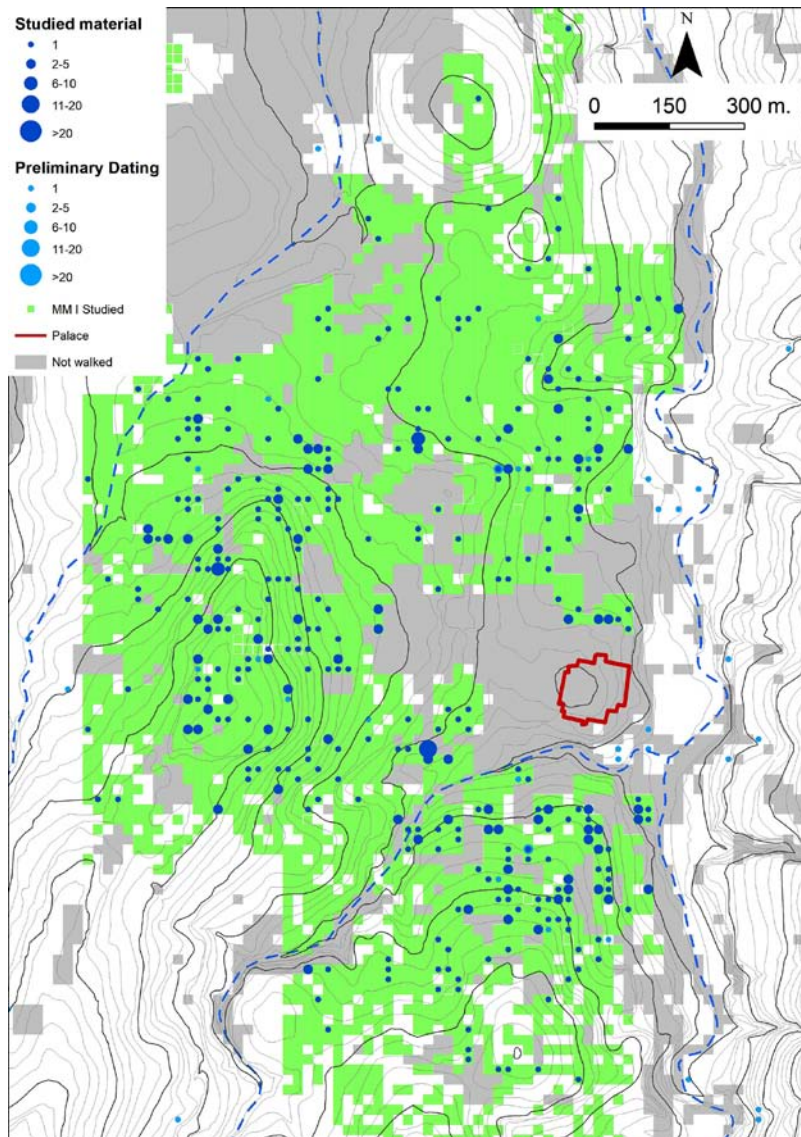 Studied material
1
2-5
6-10
11-20
>20
Preliminary Dating
1
2-5
6-10
11-20
>20
MM I Studied
Palace
Not walked
N
0 150 300 m.